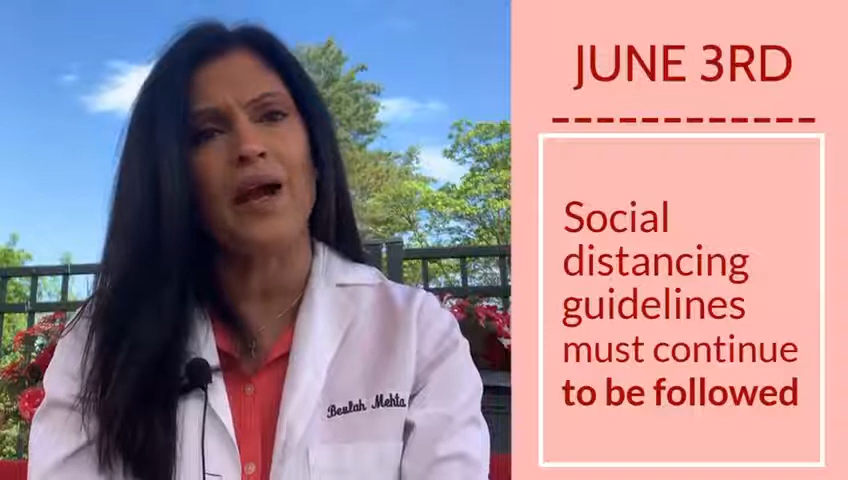 JUNE 3RD
Social
distancing
guidelines
must continue
to be followed
Beulah Mehta